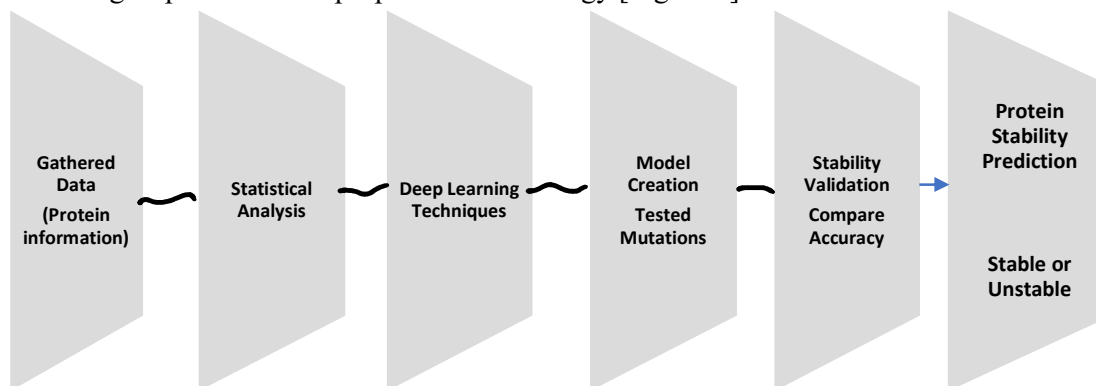 Gathered
Data
(Protein
information)
Statistical
Analysis
Deep Learning
Techniques
Model
Creation
Tested
Mutations
Stability
Validation
Compare
Accuracy
Protein
Stability
Prediction
Stable or
Unstable